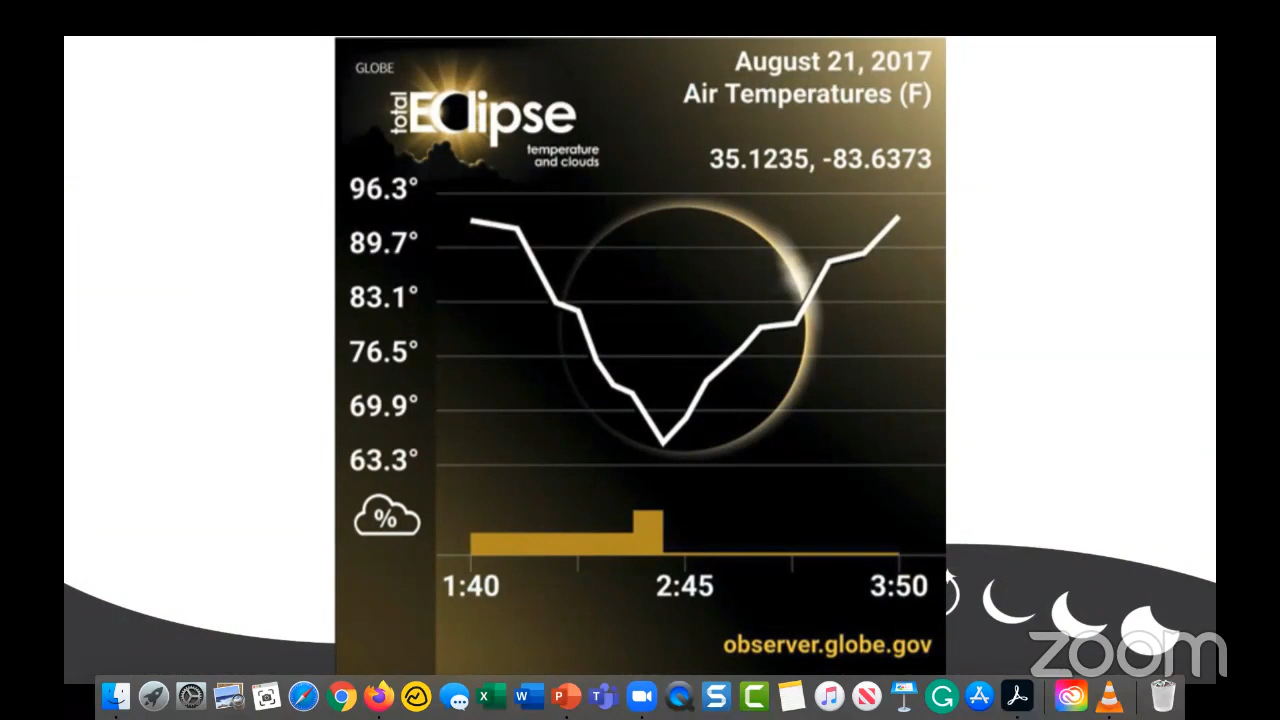 GLOBE
total Eclipse
temperature
and clouds
August 21, 2017
Air Temperatures (F)
35.1235, -83.6373
96.3°
89.7°
83.1°
76.5°
69.9°
63.3°
%
1:40 2:45 3:50
observer.globe.gov
zoom